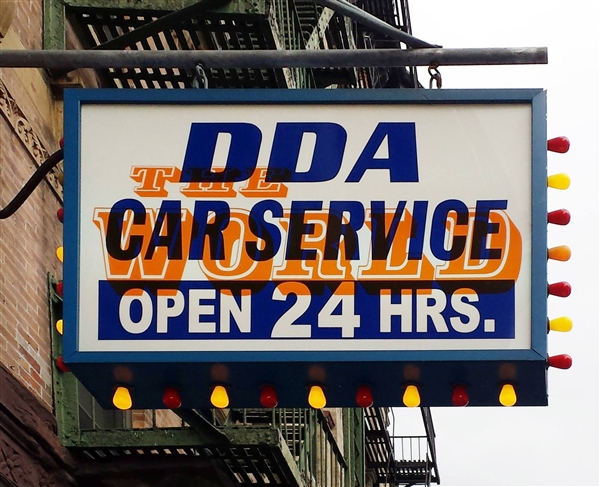 DDA
THE
CAR SERVICE
WORLD
OPEN 24 HRS.